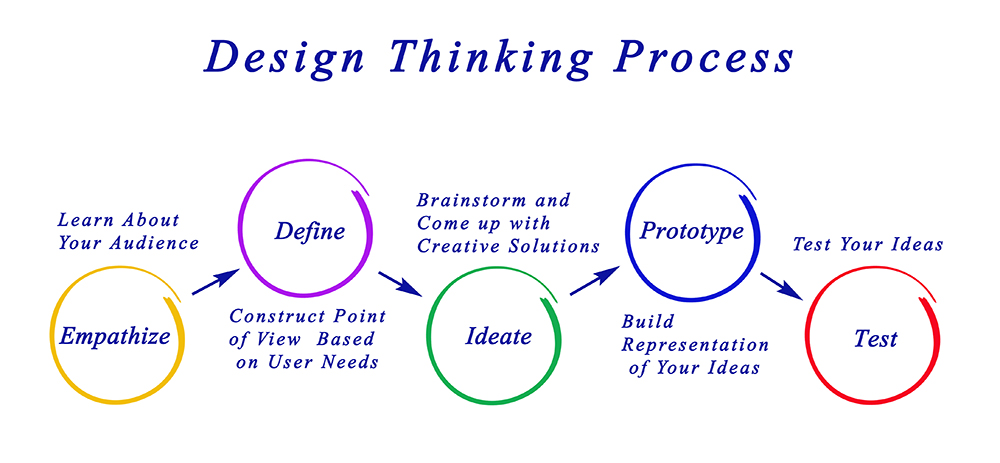 Design Thinking Process
Learn About
Your Audience
Empathize
Define
Construct Point
of View Based
on User Needs
Brainstorm and
Come up with
Creative Solutions
Ideate
Prototype
Build
Representation
of Your Ideas
Test Your Ideas
Test